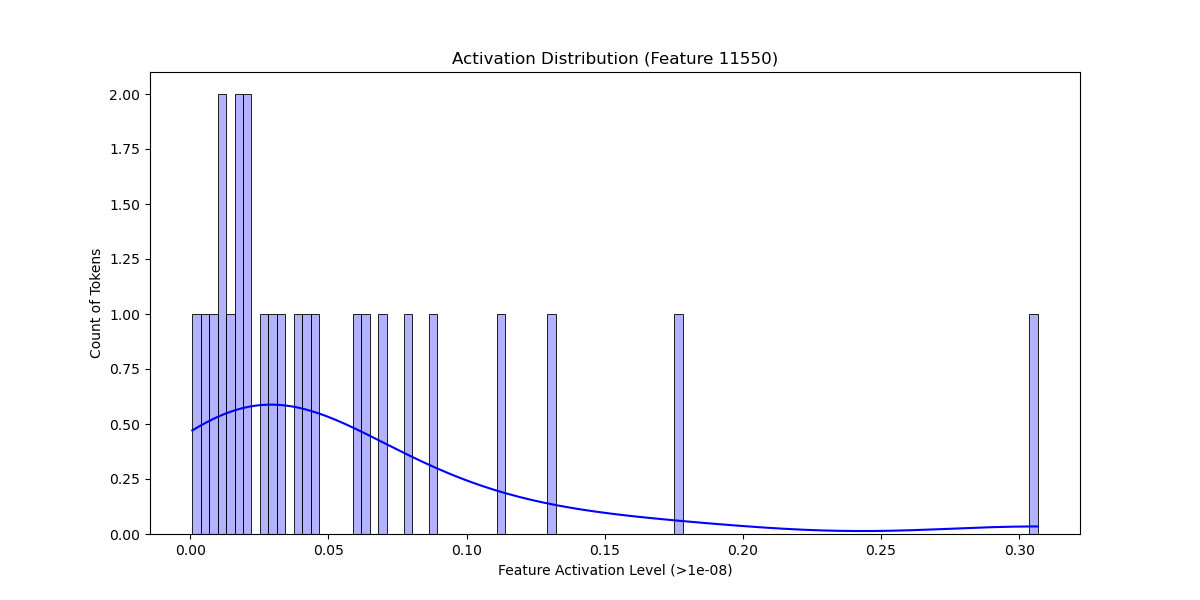 Activation Distribution (Feature 11550)
Count of Tokens
2.00
1.75
1.50
1.25
1.00
0.75
0.50
0.25
0.00
0.00 0.05 0.10 0.15 0.20 0.25 0.30
Feature Activation Level (>1e-08)